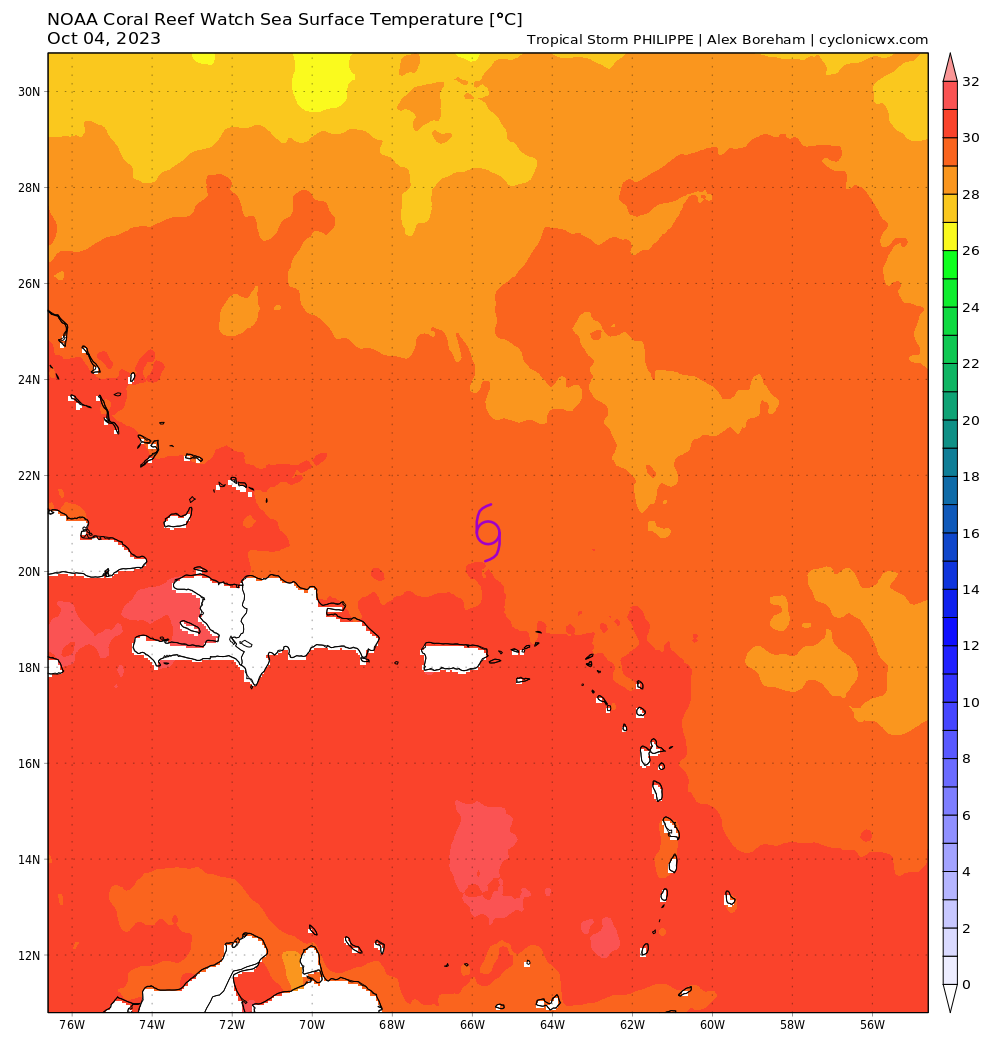 NOAA Coral Reef Watch Sea Surface Temperature [°C]
Oct 04, 2023
Tropical Storm PHILIPPE | Alex Boreham | cyclonicwx.com
30N
28N
26N
24N
22N
20N
18N
16N
14N
12N
76W 74W 72W 70W 68W 66W 64W 62W 60W 58W 56W
32
30
28
26
24
22
20
18
16
14
12
10
8
6
4
2
0